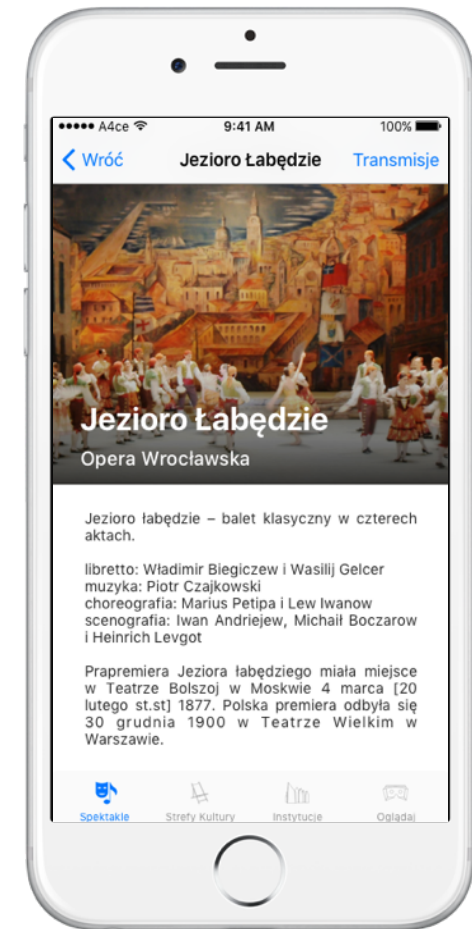 A4ce 9:41 AM 100%
Wróć Jezioro Łabędzie Transmisje
Jezioro Łabędzie
Opera Wrocławska
Jezioro łabędzie – balet klasyczny w czterech
aktach.
libretto: Władimir Biegiczew i Wasilij Gelcer
muzyka: Piotr Czajkowski
choreografia: Marius Petipa i Lew Iwanow
scenografia: Iwan Andriejew, Michaił Boczarow
i Heinrich Levgot
Prapremiera Jeziora łabędziego miała miejsce
w Teatrze Bolszoj w Moskwie 4 marca [20
lutego st.st] 1877. Polska premiera odbyła się
30 grudnia 1900 w Teatrze Wielkim w
Warszawie.
Spektakle Strefy Kultury Instytucje Oglądaj